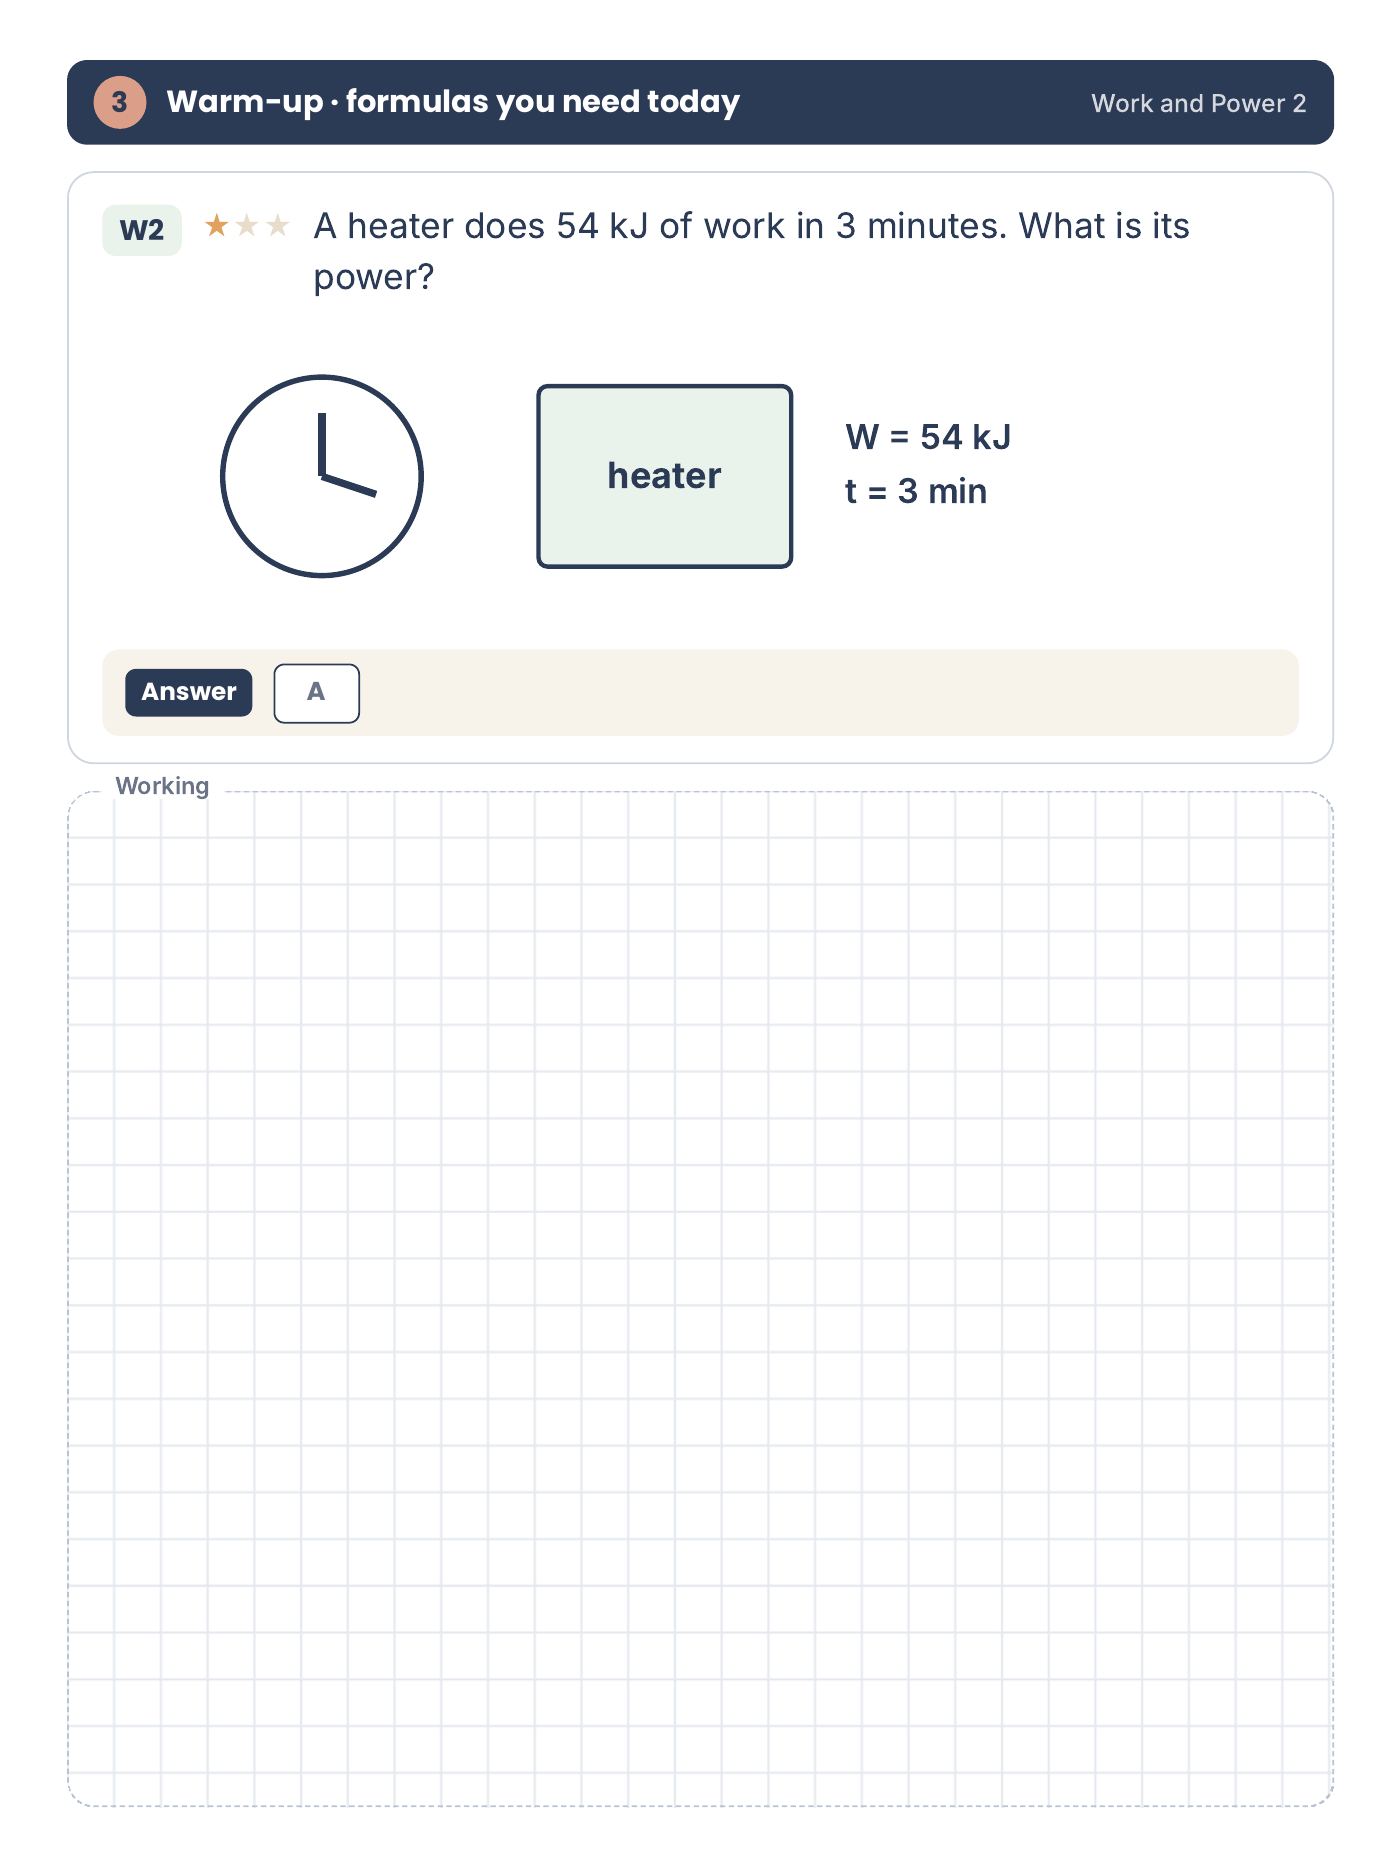 3 Warm-up · formulas you need today Work and Power 2
W2 ★★★ A heater does 54 kJ of work in 3 minutes. What is its
power?
heater
W = 54 kJ
t = 3 min
Answer A
Working